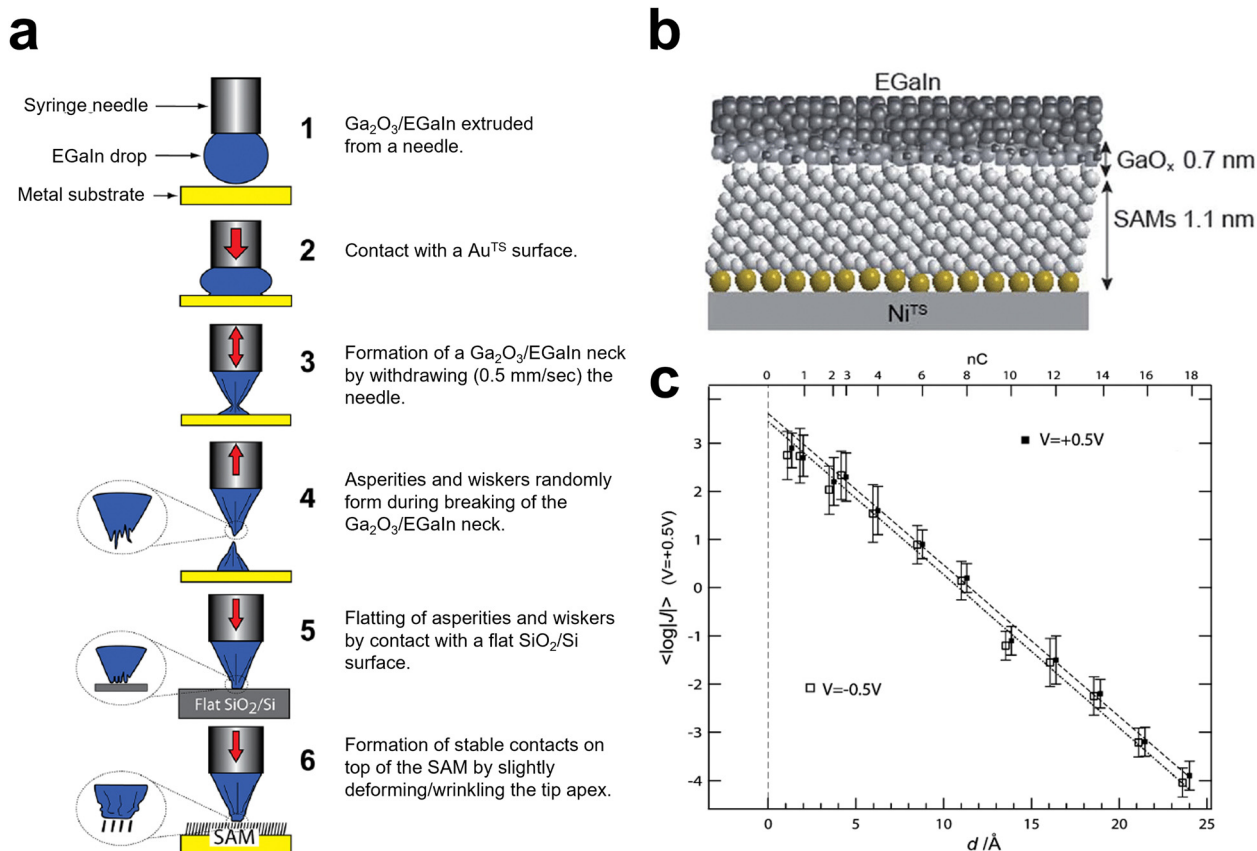 a
Syringe needle
EGaIn drop
Metal substrate
1
Ga₂O₃/EGaIn extruded
from a needle.
2
Contact with a Auᵀˢ surface.
3
Formation of a Ga₂O₃/EGaIn neck
by withdrawing (0.5 mm/sec) the
needle.
4
Asperities and wiskers randomly
form during breaking of the
Ga₂O₃/EGaIn neck.
5
Flatting of asperities and wiskers
by contact with a flat SiO₂/Si
surface.
Flat SiO₂/Si
6
Formation of stable contacts on
top of the SAM by slightly
deforming/wrinkling the tip apex.
SAM
b
EGaIn
GaOₓ 0.7 nm
SAMs 1.1 nm
Niᵀˢ
c
nC
0 1 2 3 4 6 8 10 12 14 16 18
V=+0.5V
V=-0.5V
<log|J|> (V=+0.5V)
3
2
1
0
-1
-2
-3
-4
0 5 10 15 20 25
d /Å